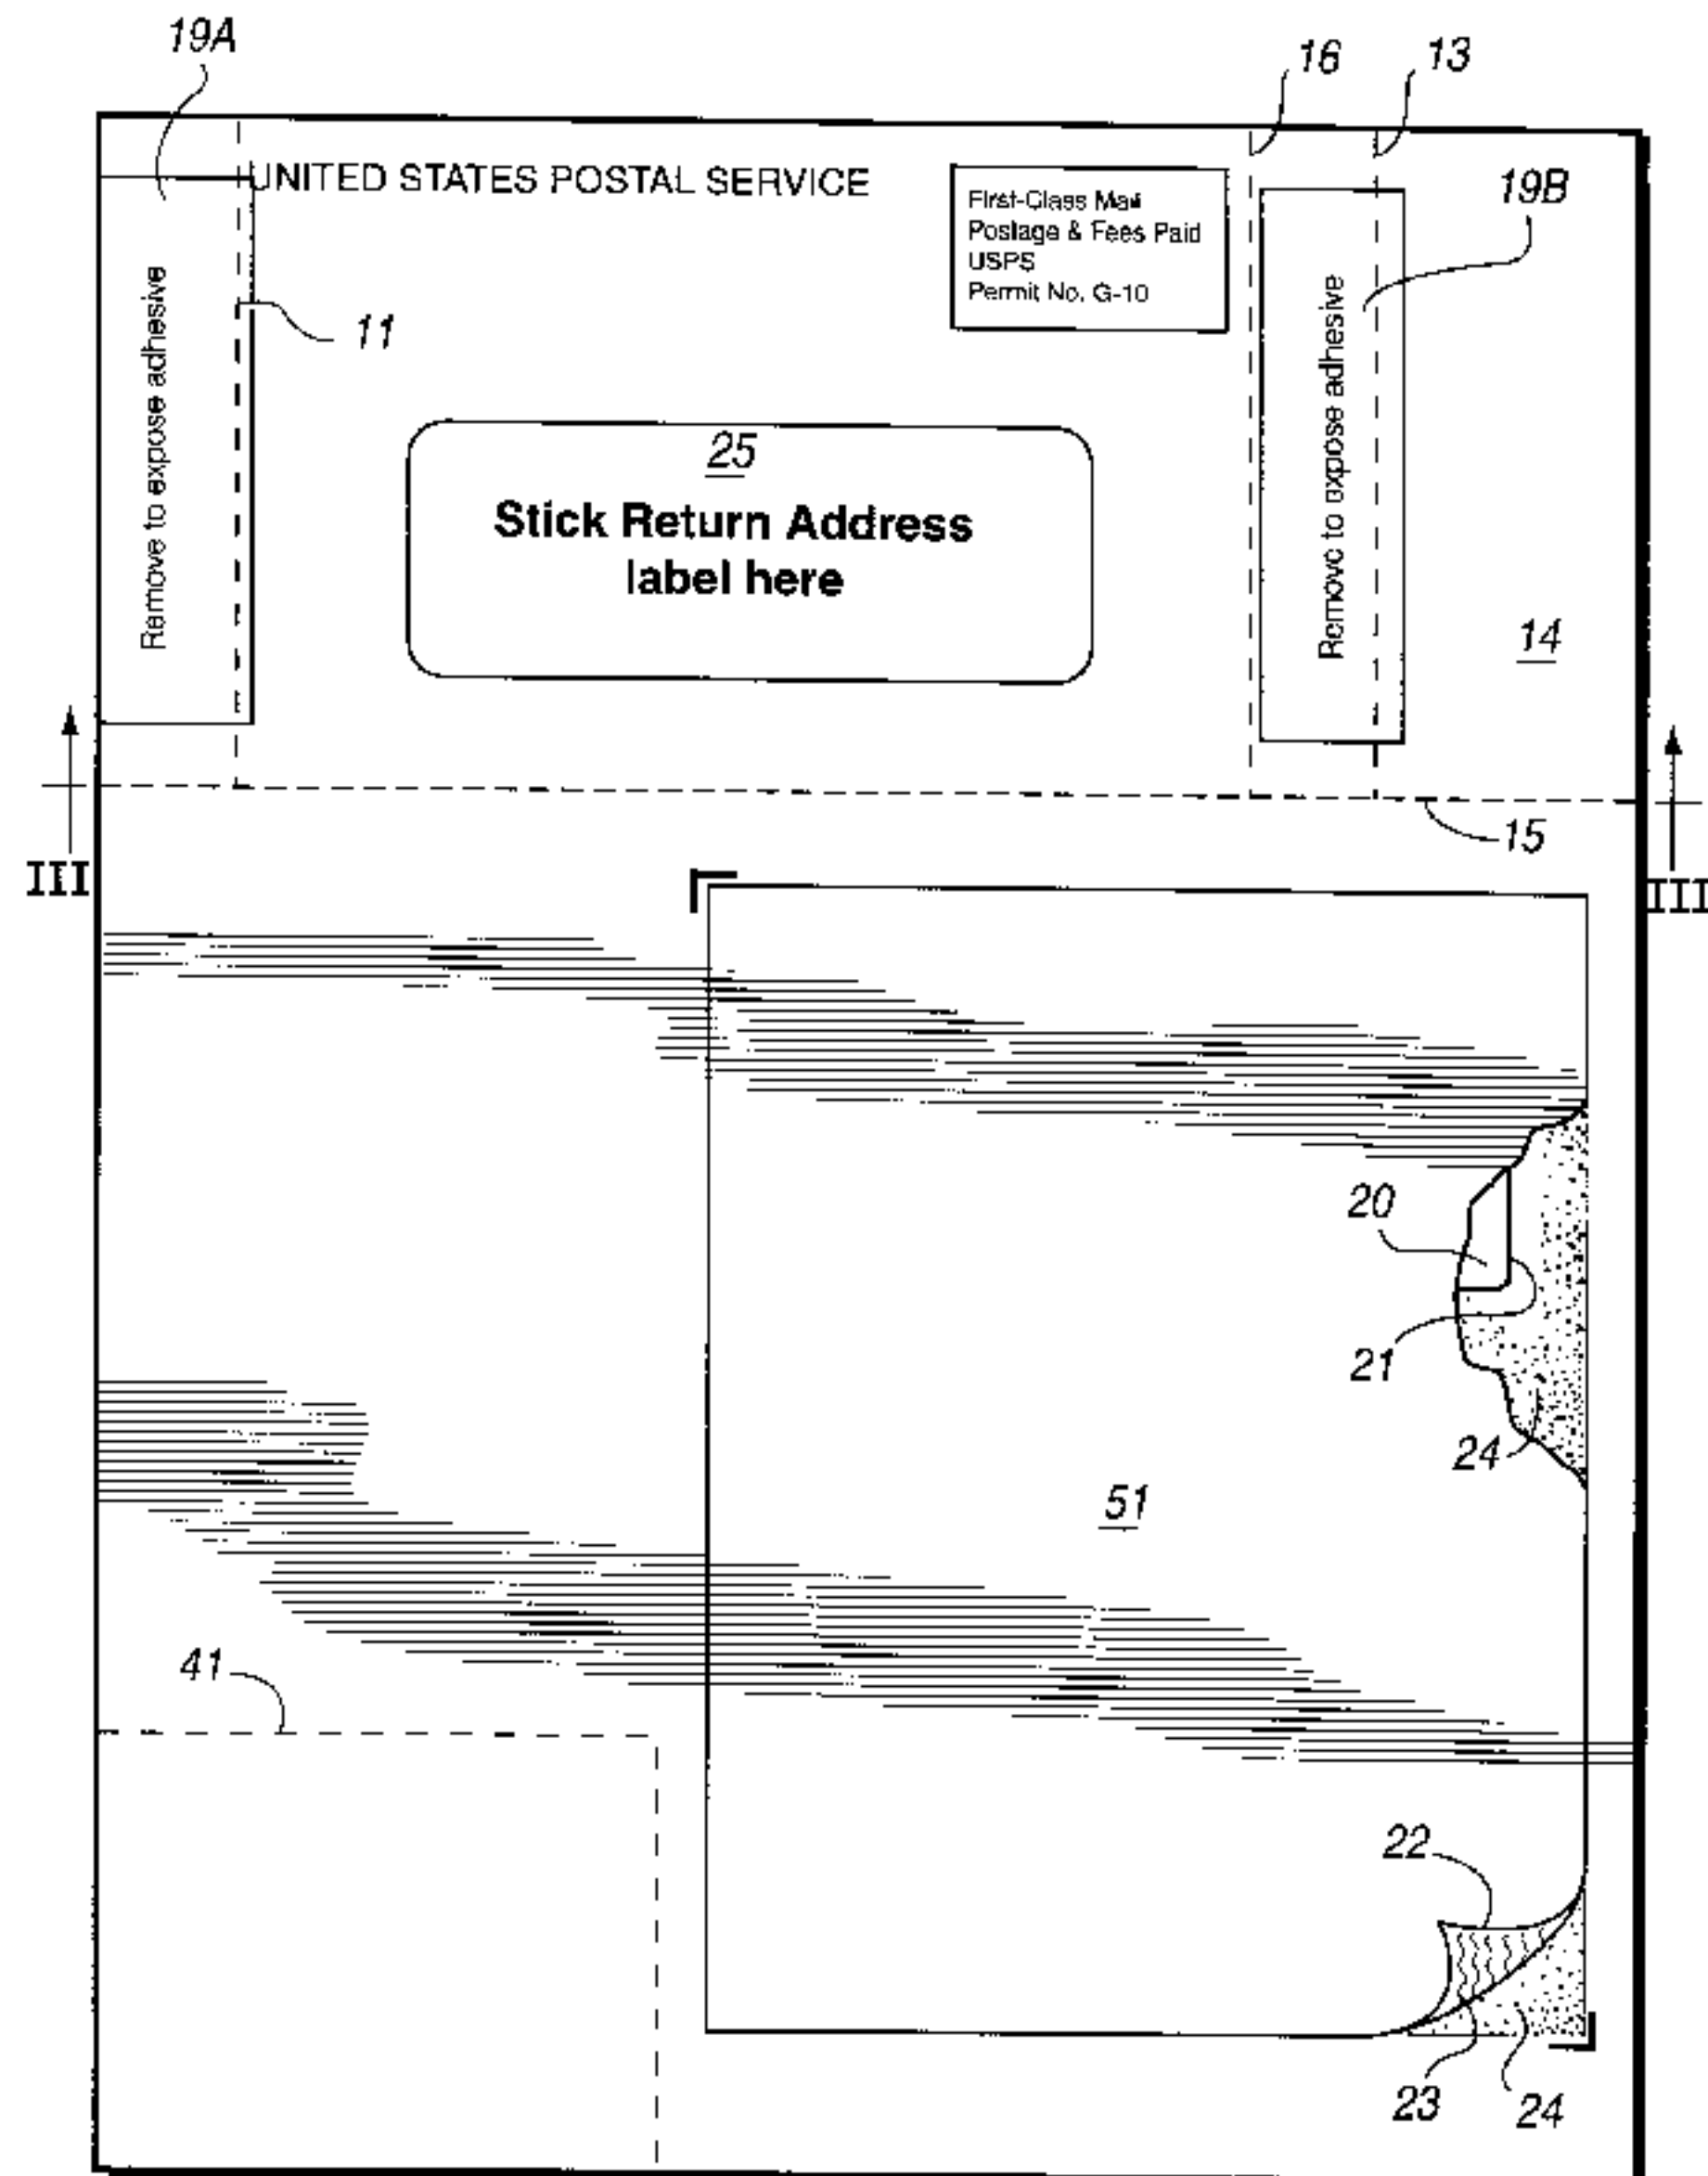 19A
16
13
UNITED STATES POSTAL SERVICE
First-Class Mail
Postage & Fees Paid
USPS
Permit No. G-10
19B
Remove to expose adhesive
11
Remove to expose adhesive
25
Stick Return Address
label here
14
15
III
III
20
21
24
51
41
22
23
24